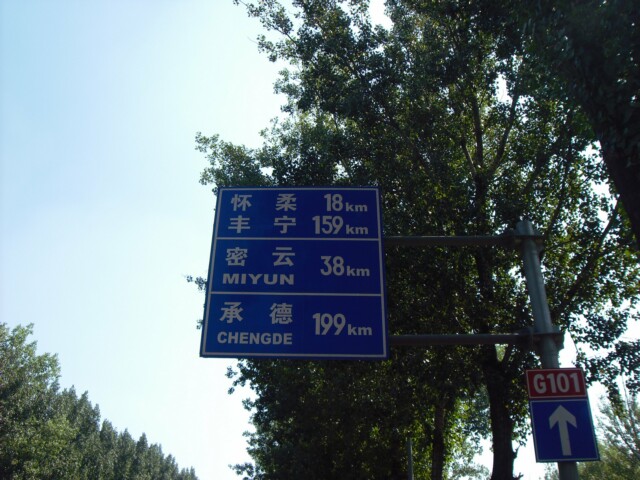 怀柔 18km
丰宁 159km
密云 38km
MIYUN
承德 199km
CHENGDE
G101